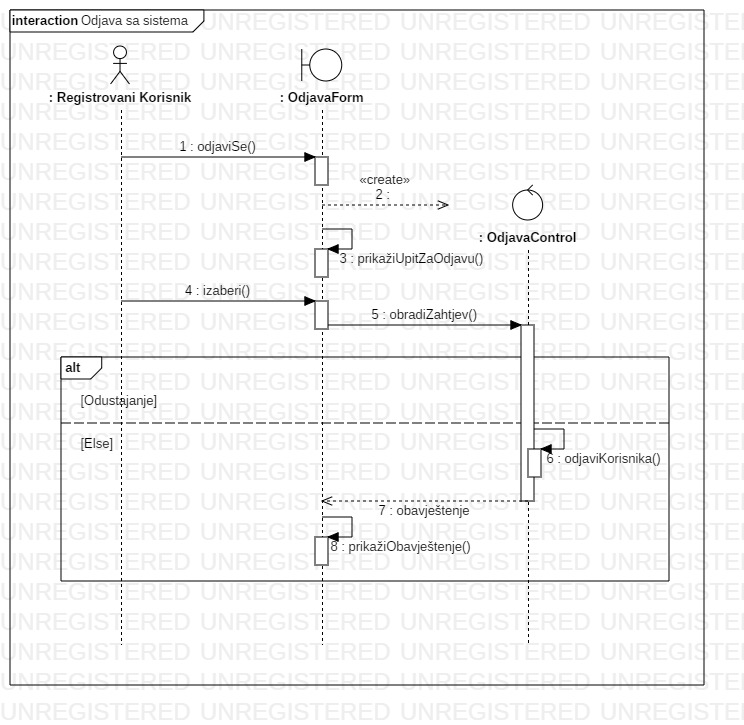 interaction Odjava sa sistema
: Registrovani Korisnik
: OdjavaForm
1 : odjaviSe()
«create»
2 :
: OdjavaControl
3 : prikažiUpitZaOdjavu()
4 : izaberi()
5 : obradiZahtjev()
alt
[Odustajanje]
[Else]
6 : odjaviKorisnika()
7 : obavještenje
8 : prikažiObavještenje()
UNREGISTERED